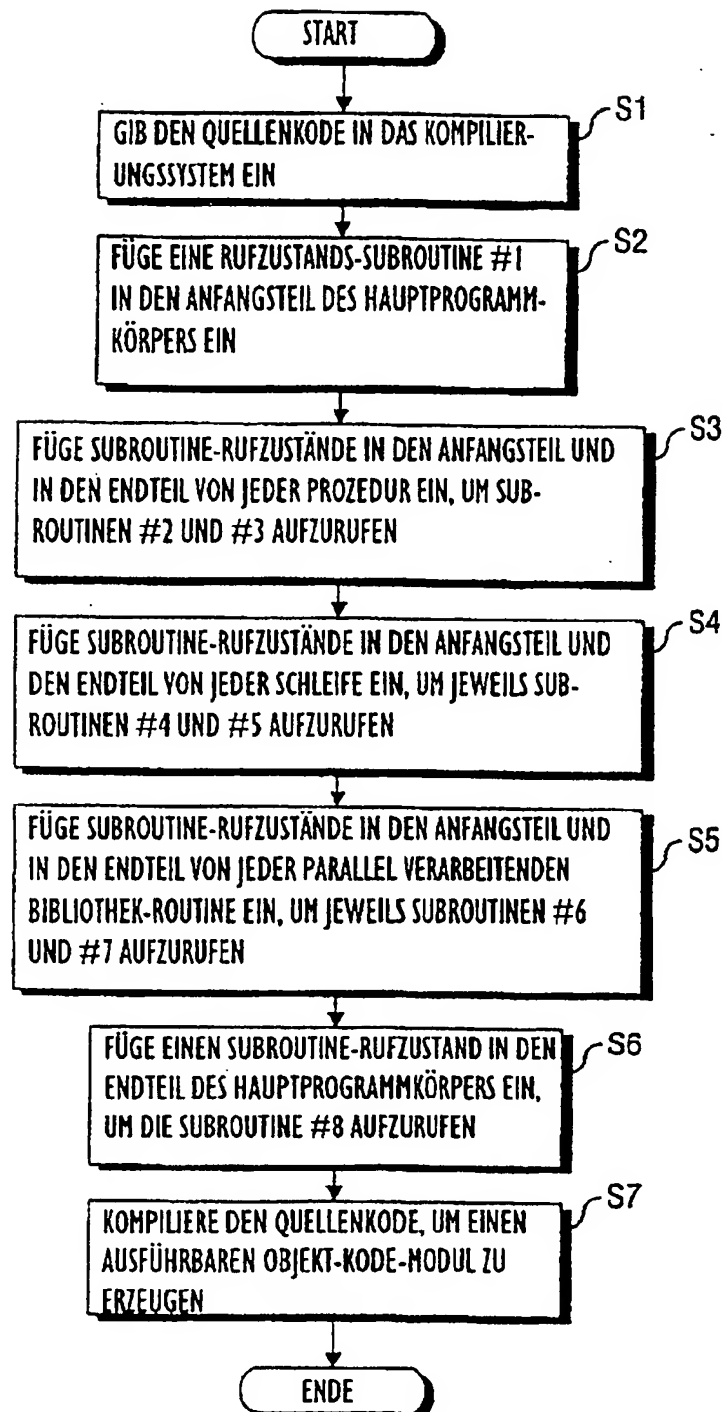 START
S1
GIB DEN QUELLENKODE IN DAS KOMPILIER-
UNGSSYSTEM EIN
S2
FÜGE EINE RUFZUSTANDS-SUBROUTINE #1
IN DEN ANFANGSTEIL DES HAUPTPROGRAMM-
KÖRPERS EIN
S3
FÜGE SUBROUTINE-RUFZUSTÄNDE IN DEN ANFANGSTEIL UND
IN DEN ENDTEIL VON JEDER PROZEDUR EIN, UM SUB-
ROUTINEN #2 UND #3 AUFZURUFEN
S4
FÜGE SUBROUTINE-RUFZUSTÄNDE IN DEN ANFANGSTEIL UND
DEN ENDTEIL VON JEDER SCHLEIFE EIN, UM JEWEILS SUB-
ROUTINEN #4 UND #5 AUFZURUFEN
S5
FÜGE SUBROUTINE-RUFZUSTÄNDE IN DEN ANFANGSTEIL UND
IN DEN ENDTEIL VON JEDER PARALLEL VERARBEITENDEN
BIBLIOTHEK-ROUTINE EIN, UM JEWEILS SUBROUTINEN #6
UND #7 AUFZURUFEN
S6
FÜGE EINEN SUBROUTINE-RUFZUSTAND IN DEN
ENDTEIL DES HAUPTPROGRAMMKÖRPERS EIN,
UM DIE SUBROUTINE #8 AUFZURUFEN
S7
KOMPILIERE DEN QUELLENKODE, UM EINEN
AUSFÜHRBAREN OBJEKT-KODE-MODUL ZU
ERZEUGEN
ENDE